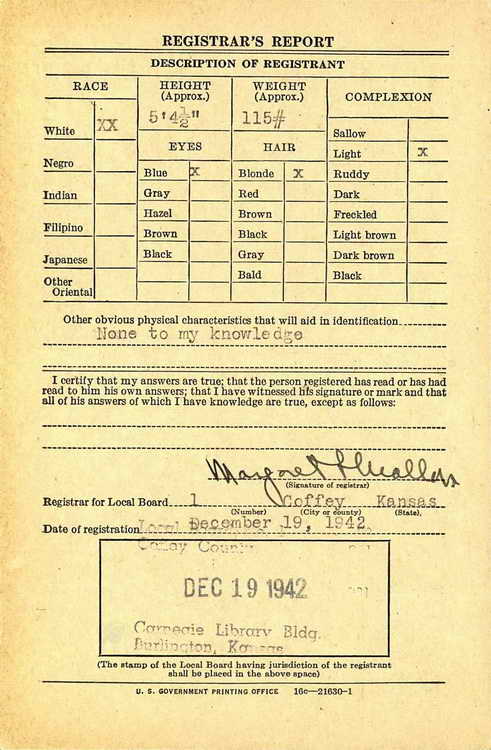 REGISTRAR'S REPORT
DESCRIPTION OF REGISTRANT
RACE
HEIGHT
(Approx.)
WEIGHT
(Approx.)
COMPLEXION
5'4½"
115#
White XX
EYES
HAIR
Sallow
Light X
Negro
Blue X
Blonde X
Ruddy
Indian
Gray
Red
Dark
Hazel
Brown
Freckled
Filipino
Brown
Black
Light brown
Japanese
Black
Gray
Dark brown
Other
Oriental
Bald
Black
Other obvious physical characteristics that will aid in identification
None to my knowledge
I certify that my answers are true; that the person registered has read or has had
read to him his own answers; that I have witnessed his signature or mark and that
all of his answers of which I have knowledge are true, except as follows:
Margaret
(Signature of registrar)
Registrar for Local Board 1 Coffey Kansas
(Number) (City or county) (State),
Date of registration Local December 19, 1942
County
DEC 19 1942
Carnegie Library Bldg.
Burlington, Kansas
(The stamp of the Local Board having jurisdiction of the registrant
shall be placed in the above space)
U. S. GOVERNMENT PRINTING OFFICE 16c—21630-1